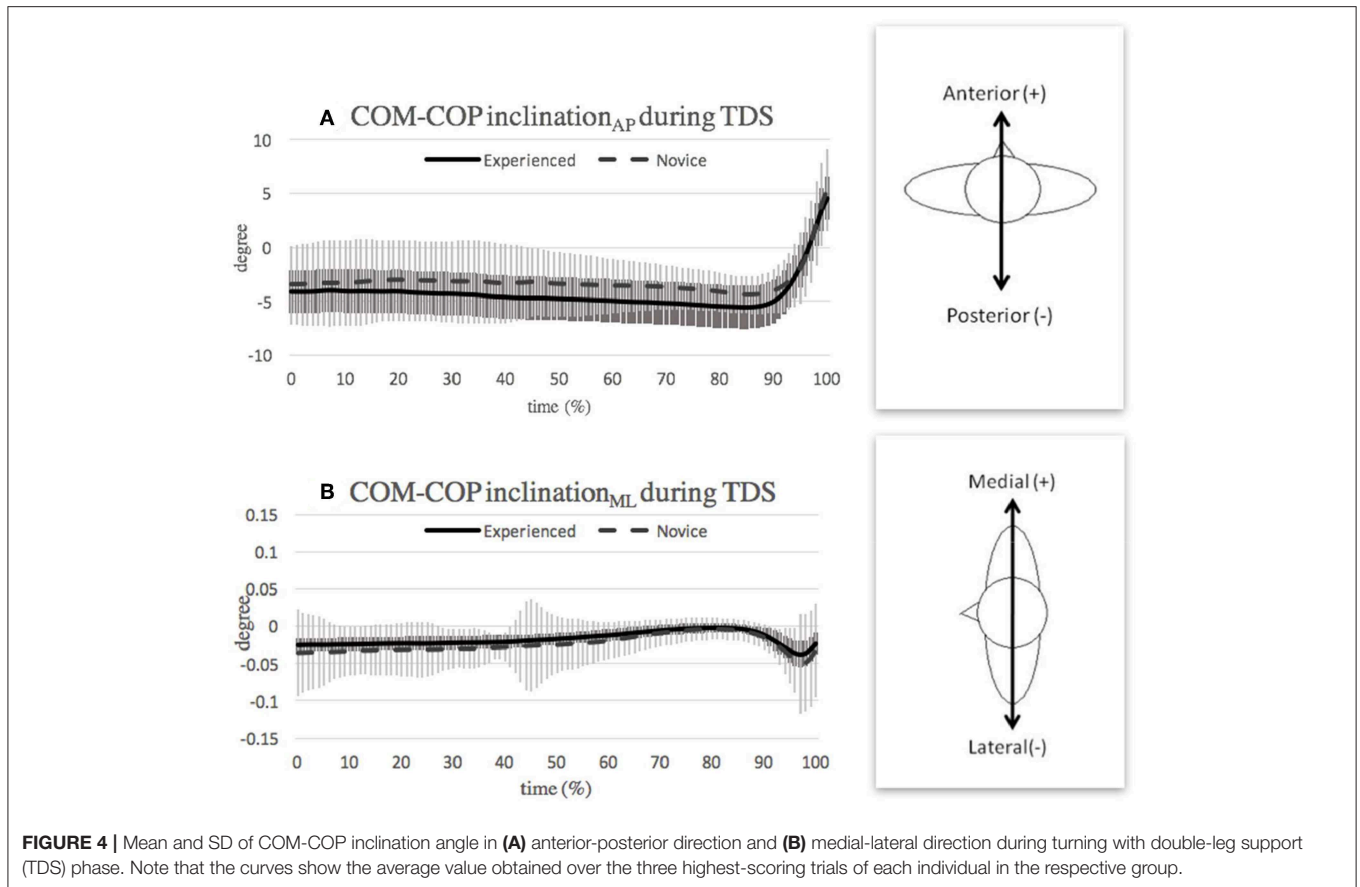 A COM-COP inclinationAP during TDS
Experienced Novice
10
5
0
-5
-10
degree
0 10 20 30 40 50 60 70 80 90 100
time (%)
Anterior (+)
Posterior (-)
B COM-COP inclinationML during TDS
Experienced Novice
0.15
0.1
0.05
0
-0.05
-0.1
-0.15
degree
0 10 20 30 40 50 60 70 80 90 100
time (%)
Medial (+)
Lateral(-)
FIGURE 4 | Mean and SD of COM-COP inclination angle in (A) anterior-posterior direction and (B) medial-lateral direction during turning with double-leg support
(TDS) phase. Note that the curves show the average value obtained over the three highest-scoring trials of each individual in the respective group.